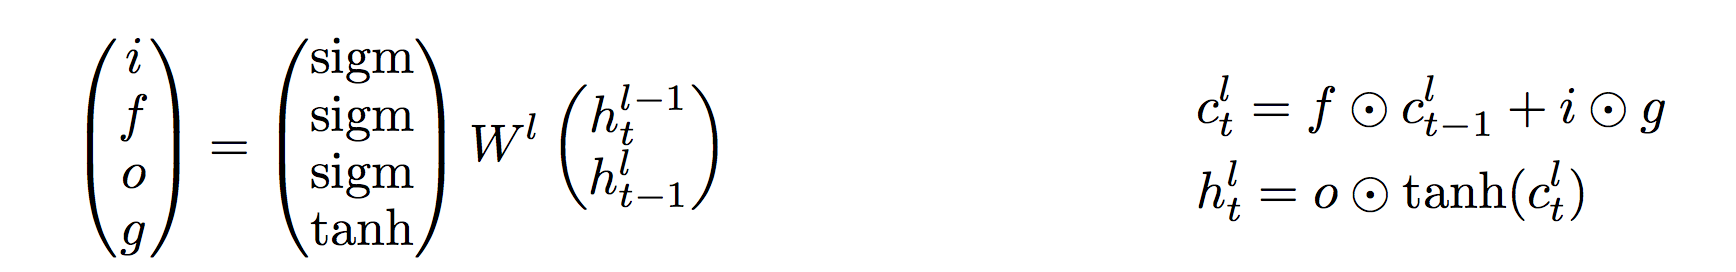 i
f
o
g
=
sigm
sigm
sigm
tanh
W^l
h_t^{l−1}
h_{t−1}^l
c_t^l = f ⊙ c_{t−1}^l + i ⊙ g
h_t^l = o ⊙ tanh(c_t^l)